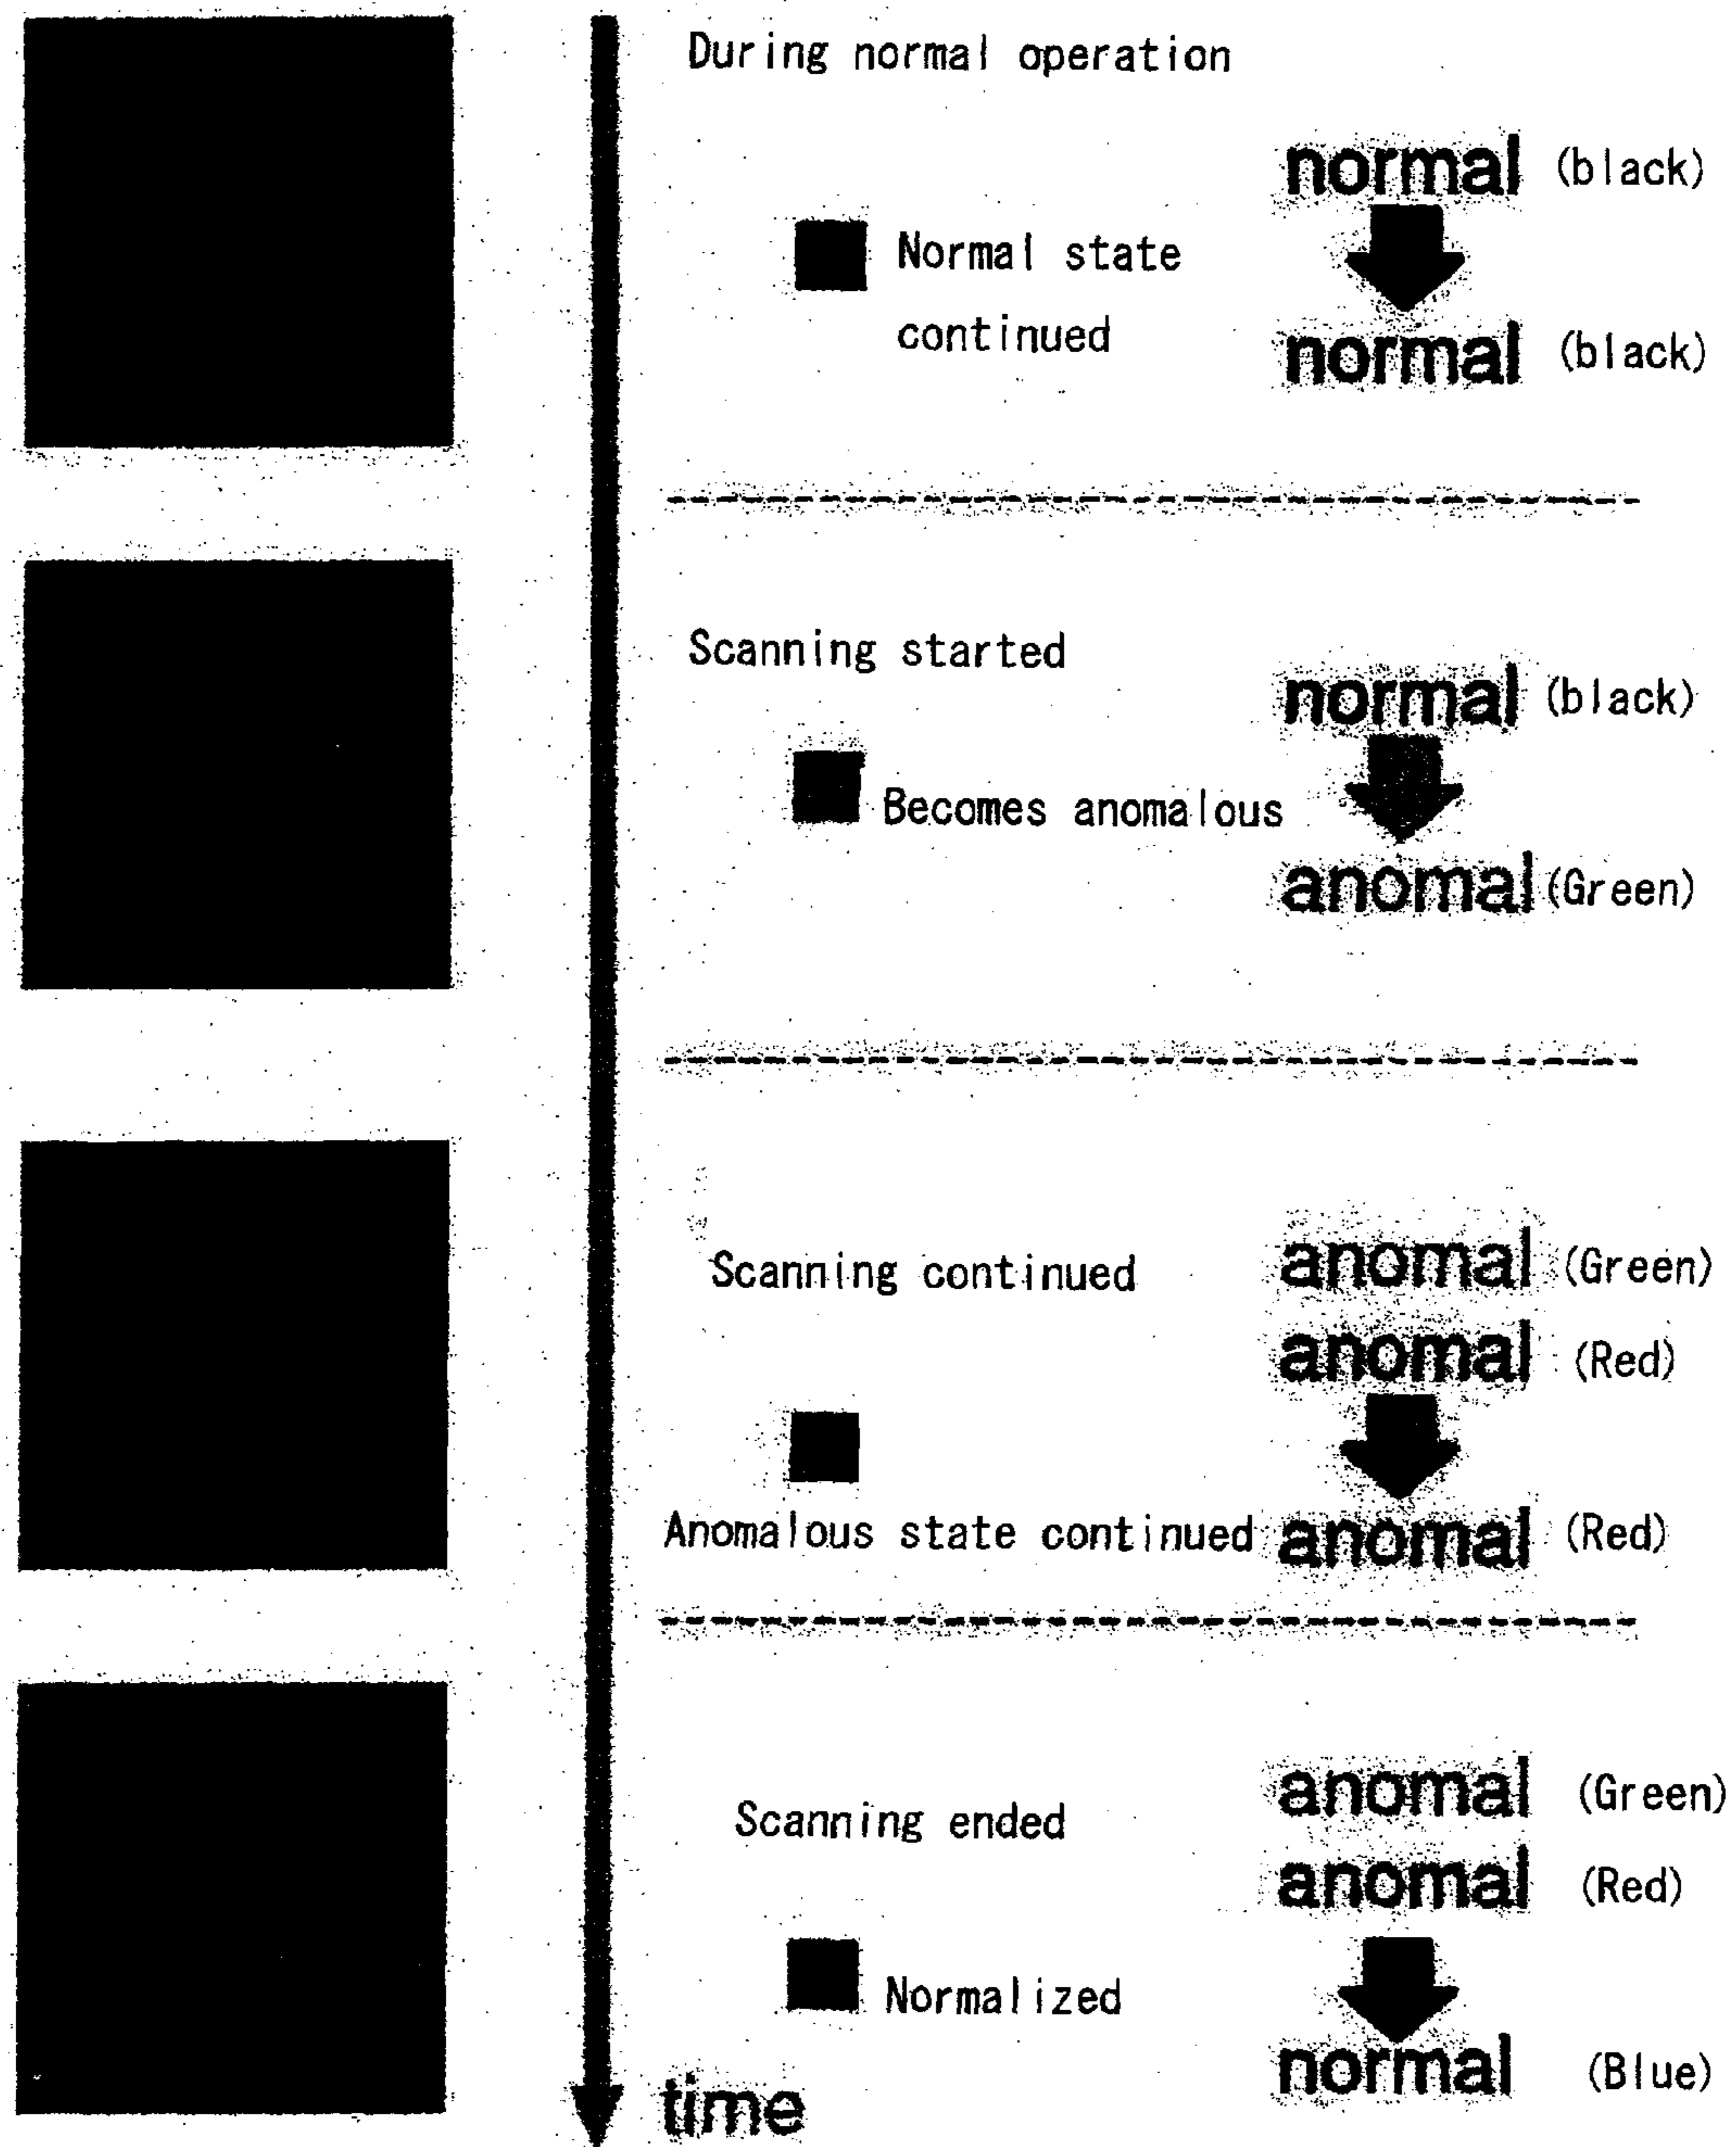 During normal operation
normal (black)
Normal state
continued
normal (black)
Scanning started
normal (black)
Becomes anomalous
anomal (Green)
Scanning continued
anomal (Green)
anomal (Red)
Anomalous state continued anomal (Red)
Scanning ended
anomal (Green)
anomal (Red)
Normalized
normal (Blue)
time